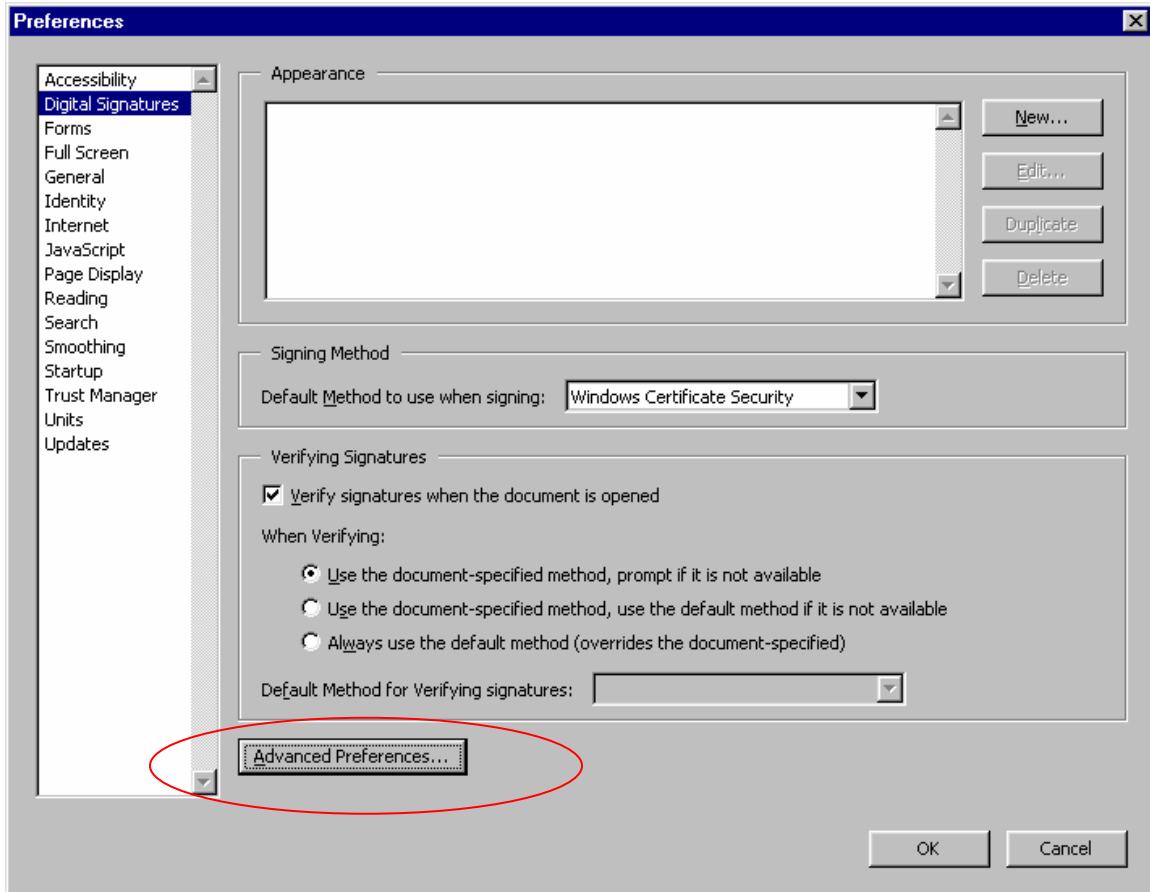 Preferences
Accessibility
Digital Signatures
Forms
Full Screen
General
Identity
Internet
JavaScript
Page Display
Reading
Search
Smoothing
Startup
Trust Manager
Units
Updates
Appearance
New...
Edit...
Duplicate
Delete
Signing Method
Default Method to use when signing: Windows Certificate Security
Verifying Signatures
Verify signatures when the document is opened
When Verifying:
Use the document-specified method, prompt if it is not available
Use the document-specified method, use the default method if it is not available
Always use the default method (overrides the document-specified)
Default Method for Verifying signatures:
Advanced Preferences...
OK Cancel